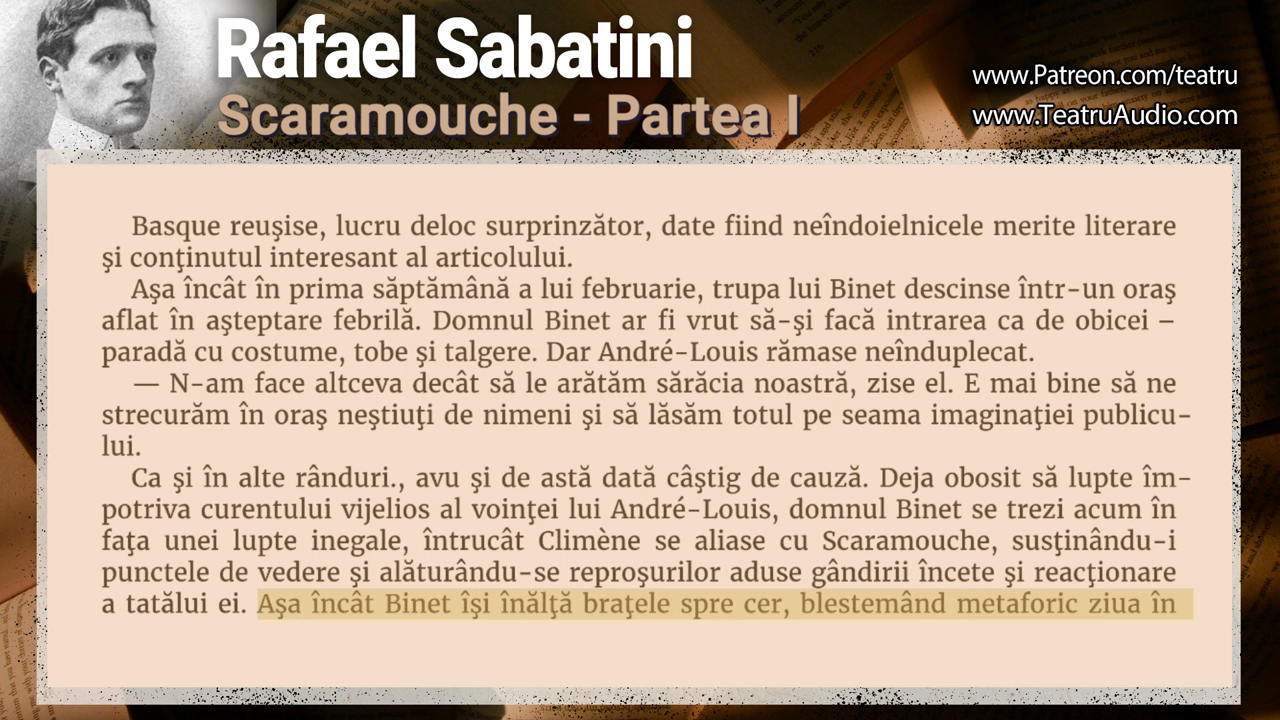 Rafael Sabatini
Scaramouche - Partea I
www.Patreon.com/teatru
www.TeatruAudio.com
Basque reuşise, lucru deloc surprinzător, date fiind neîndoielnicele merite literare
şi conţinutul interesant al articolului.
Aşa încât în prima săptămână a lui februarie, trupa lui Binet descinse într-un oraş
aflat în aşteptare febrilă. Domnul Binet ar fi vrut să-şi facă intrarea ca de obicei –
paradă cu costume, tobe şi talgere. Dar André-Louis rămase neînduplecat.
— N-am face altceva decât să le arătăm sărăcia noastră, zise el. E mai bine să ne
strecurăm în oraş neştiuţi de nimeni şi să lăsăm totul pe seama imaginaţiei publicu-
lui.
Ca şi în alte rânduri., avu şi de astă dată câştig de cauză. Deja obosit să lupte îm-
potriva curentului vijelios al voinţei lui André-Louis, domnul Binet se trezi acum în
faţa unei lupte inegale, întrucât Climène se aliase cu Scaramouche, susţinându-i
punctele de vedere şi alăturându-se reproşurilor aduse gândirii încete şi reacţionare
a tatălui ei. Aşa încât Binet îşi înălţă braţele spre cer, blestemând metaforic ziua în